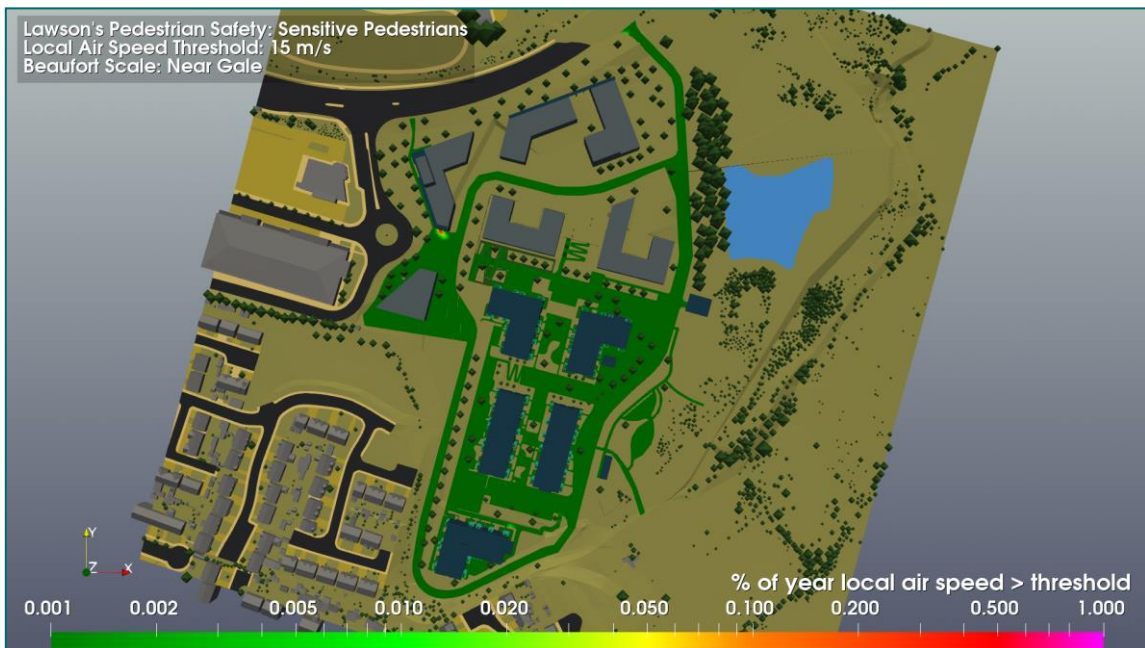 Lawson's Pedestrian Safety: Sensitive Pedestrians
Local Air Speed Threshold: 15 m/s
Beaufort Scale: Near Gale
Y
Z X
% of year local air speed > threshold
0.001 0.002 0.005 0.010 0.020 0.050 0.100 0.200 0.500 1.000